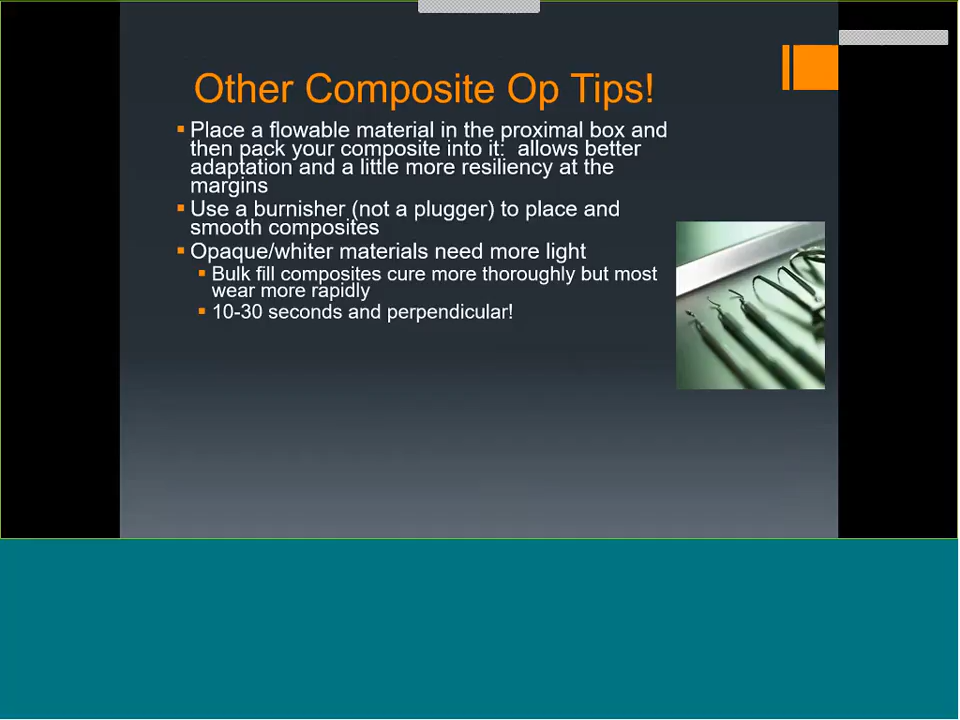 Other Composite Op Tips!
Place a flowable material in the proximal box and
then pack your composite into it:  allows better
adaptation and a little more resiliency at the
margins
Use a burnisher (not a plugger) to place and
smooth composites
Opaque/whiter materials need more light
Bulk fill composites cure more thoroughly but most
wear more rapidly
10-30 seconds and perpendicular!